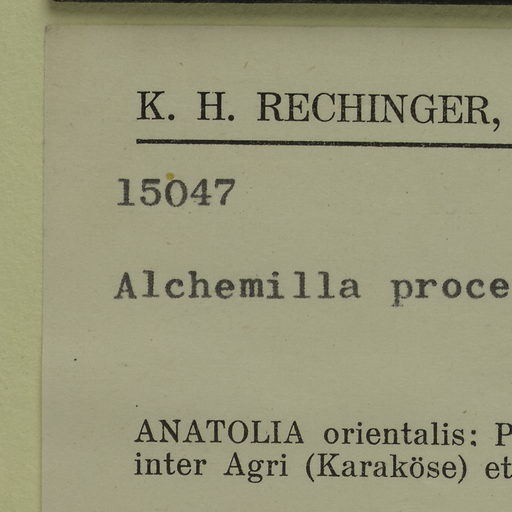 K. H. RECHINGER,
15047
Alchemilla proce
ANATOLIA orientalis: P
inter Agri (Karaköse) et